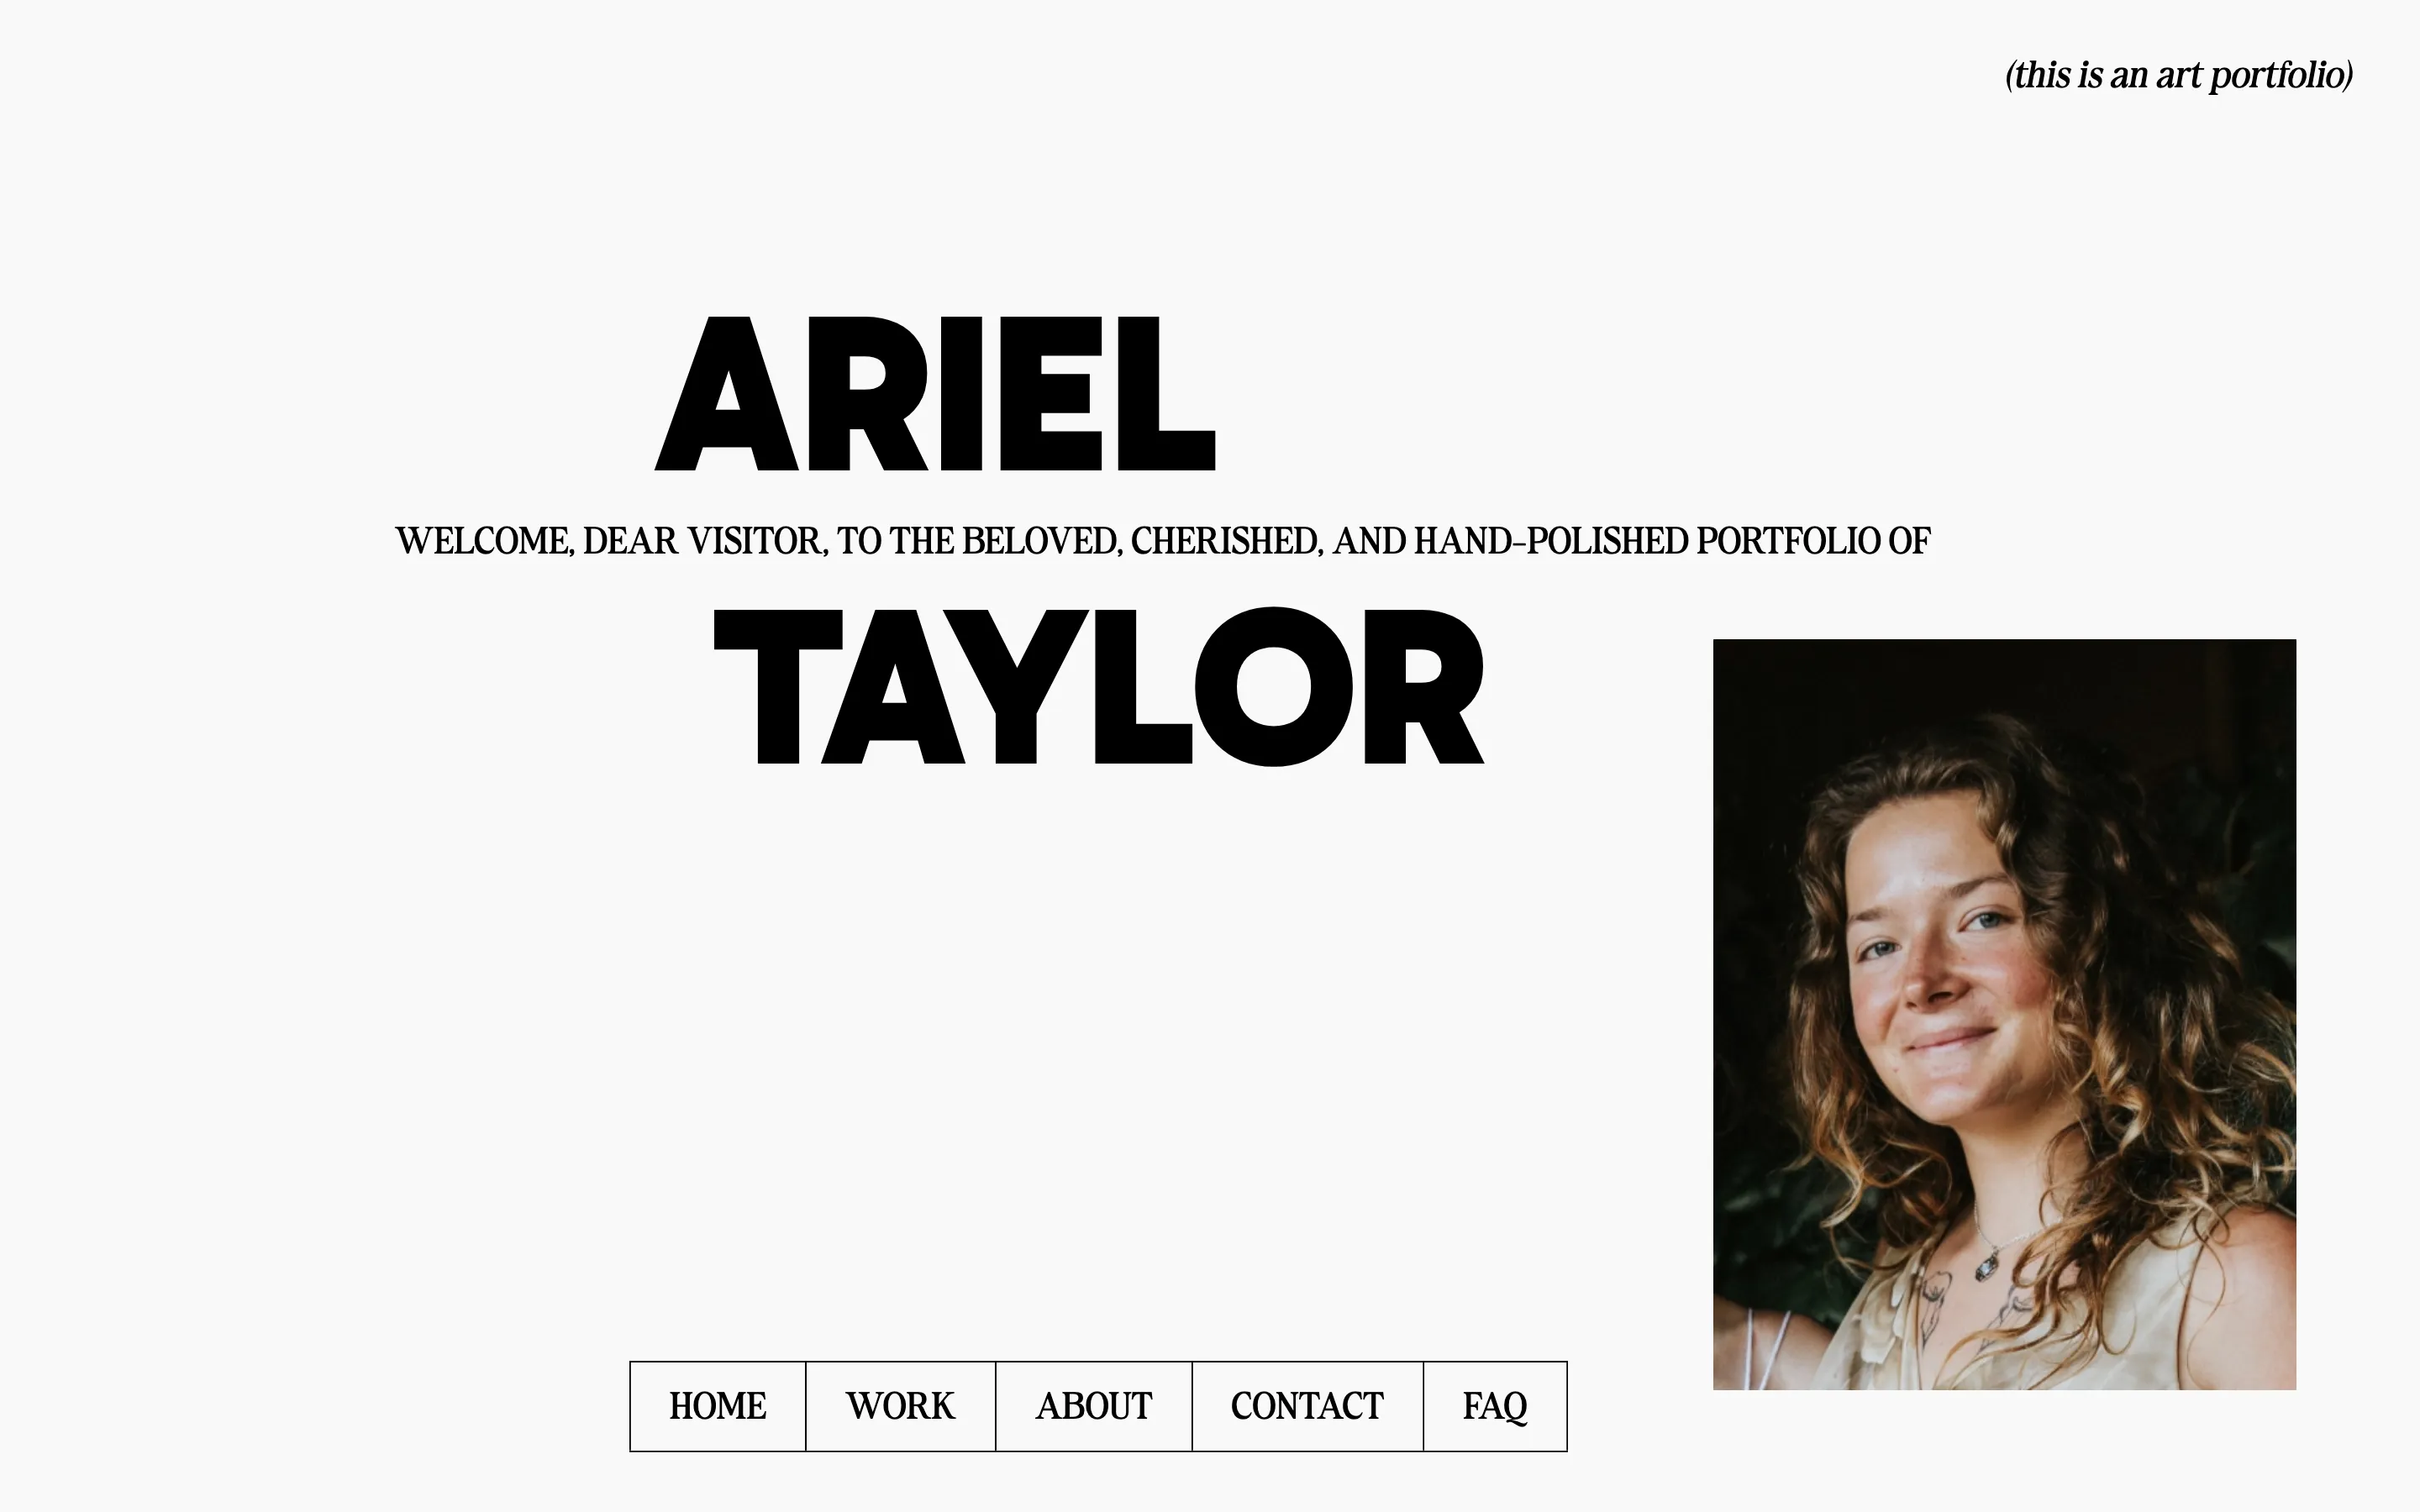 (this is an art portfolio)
ARIEL
WELCOME, DEAR VISITOR, TO THE BELOVED, CHERISHED, AND HAND-POLISHED PORTFOLIO OF
TAYLOR
HOME
WORK
ABOUT
CONTACT
FAQ